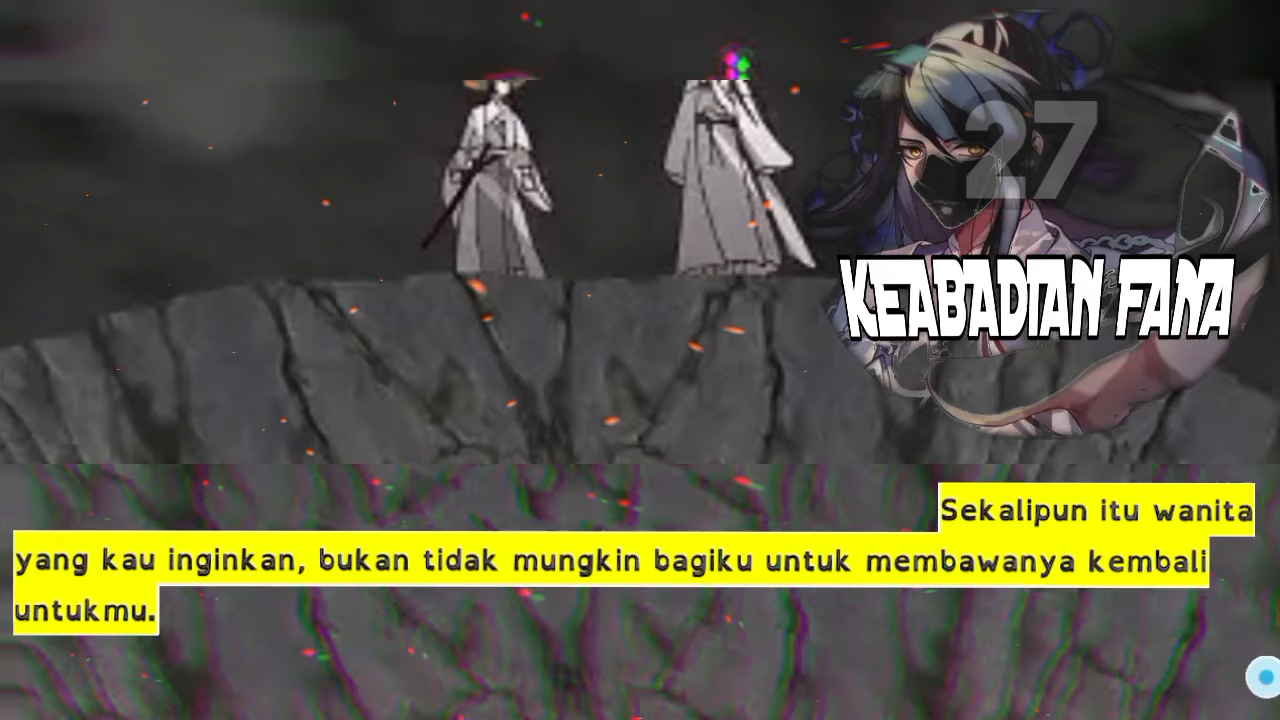 27
KEABADIAN FANA
Sekalipun itu wanita
yang kau inginkan, bukan tidak mungkin bagiku untuk membawanya kembali
untukmu.